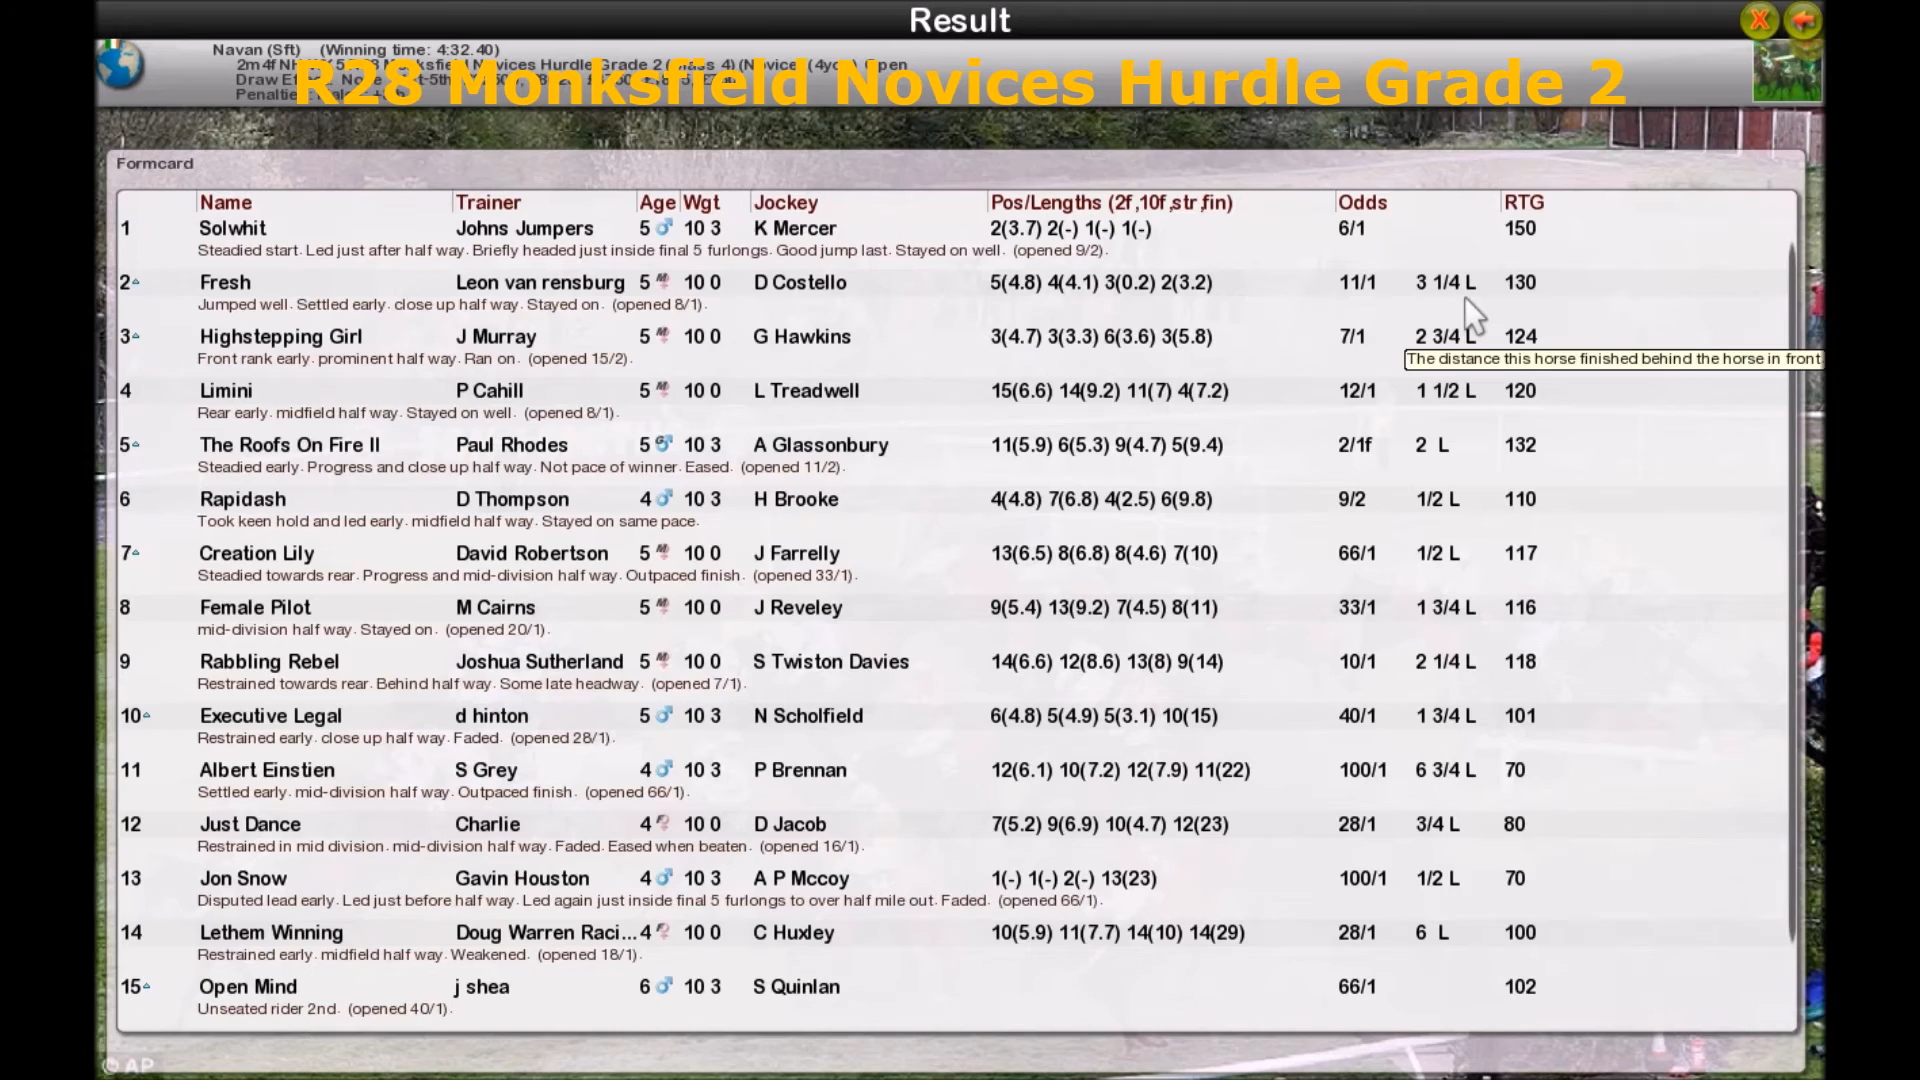 Result
Navan (Sft) (Winning time: 4:32.40)
R28 Monksfield Novices Hurdle Grade 2
Formcard
Name Trainer Age Wgt Jockey Pos/Lengths (2f,10f,str,fin) Odds RTG
1 Solwhit Johns Jumpers 5 10 3 K Mercer 2(3.7) 2(-) 1(-) 1(-) 6/1 150
Steadied start. Led just after half way. Briefly headed just inside final 5 furlongs. Good jump last. Stayed on well. (opened 9/2).
2 Fresh Leon van rensburg 5 10 0 D Costello 5(4.8) 4(4.1) 3(0.2) 2(3.2) 11/1 3 1/4 L 130
Jumped well. Settled early. close up half way. Stayed on. (opened 8/1).
3 Highstepping Girl J Murray 5 10 0 G Hawkins 3(4.7) 3(3.3) 6(3.6) 3(5.8) 7/1 2 3/4 L 124
Front rank early. prominent half way. Ran on. (opened 15/2).
The distance this horse finished behind the horse in front
4 Limini P Cahill 5 10 0 L Treadwell 15(6.6) 14(9.2) 11(7) 4(7.2) 12/1 1 1/2 L 120
Rear early. midfield half way. Stayed on well. (opened 8/1).
5 The Roofs On Fire II Paul Rhodes 5 10 3 A Glassonbury 11(5.9) 6(5.3) 9(4.7) 5(9.4) 2/1f 2 L 132
Steadied early. Progress and close up half way. Not pace of winner. Eased. (opened 11/2).
6 Rapidash D Thompson 4 10 3 H Brooke 4(4.8) 7(6.8) 4(2.5) 6(9.8) 9/2 1/2 L 110
Took keen hold and led early. midfield half way. Stayed on same pace.
7 Creation Lily David Robertson 5 10 0 J Farrelly 13(6.5) 8(6.8) 8(4.6) 7(10) 66/1 1/2 L 117
Steadied towards rear. Progress and mid-division half way. Outpaced finish. (opened 33/1).
8 Female Pilot M Cairns 5 10 0 J Reveley 9(5.4) 13(9.2) 7(4.5) 8(11) 33/1 1 3/4 L 116
mid-division half way. Stayed on. (opened 20/1).
9 Rabbling Rebel Joshua Sutherland 5 10 0 S Twiston Davies 14(6.6) 12(8.6) 13(8) 9(14) 10/1 2 1/4 L 118
Restrained towards rear. Behind half way. Some late headway. (opened 7/1).
10 Executive Legal d hinton 5 10 3 N Scholfield 6(4.8) 5(4.9) 5(3.1) 10(15) 40/1 1 3/4 L 101
Restrained early. close up half way. Faded. (opened 28/1).
11 Albert Einstien S Grey 4 10 3 P Brennan 12(6.1) 10(7.2) 12(7.9) 11(22) 100/1 6 3/4 L 70
Settled early. mid-division half way. Outpaced finish. (opened 66/1).
12 Just Dance Charlie 4 10 0 D Jacob 7(5.2) 9(6.9) 10(4.7) 12(23) 28/1 3/4 L 80
Restrained in mid division. mid-division half way. Faded. Eased when beaten. (opened 16/1).
13 Jon Snow Gavin Houston 4 10 3 A P Mccoy 1(-) 1(-) 2(-) 13(23) 100/1 1/2 L 70
Disputed lead early. Led just before half way. Led again just inside final 5 furlongs to over half mile out. Faded. (opened 66/1).
14 Lethem Winning Doug Warren Raci... 4 10 0 C Huxley 10(5.9) 11(7.7) 14(10) 14(29) 28/1 6 L 100
Restrained early. midfield half way. Weakened. (opened 18/1).
15 Open Mind j shea 6 10 3 S Quinlan 66/1 102
Unseated rider 2nd. (opened 40/1).
© AP